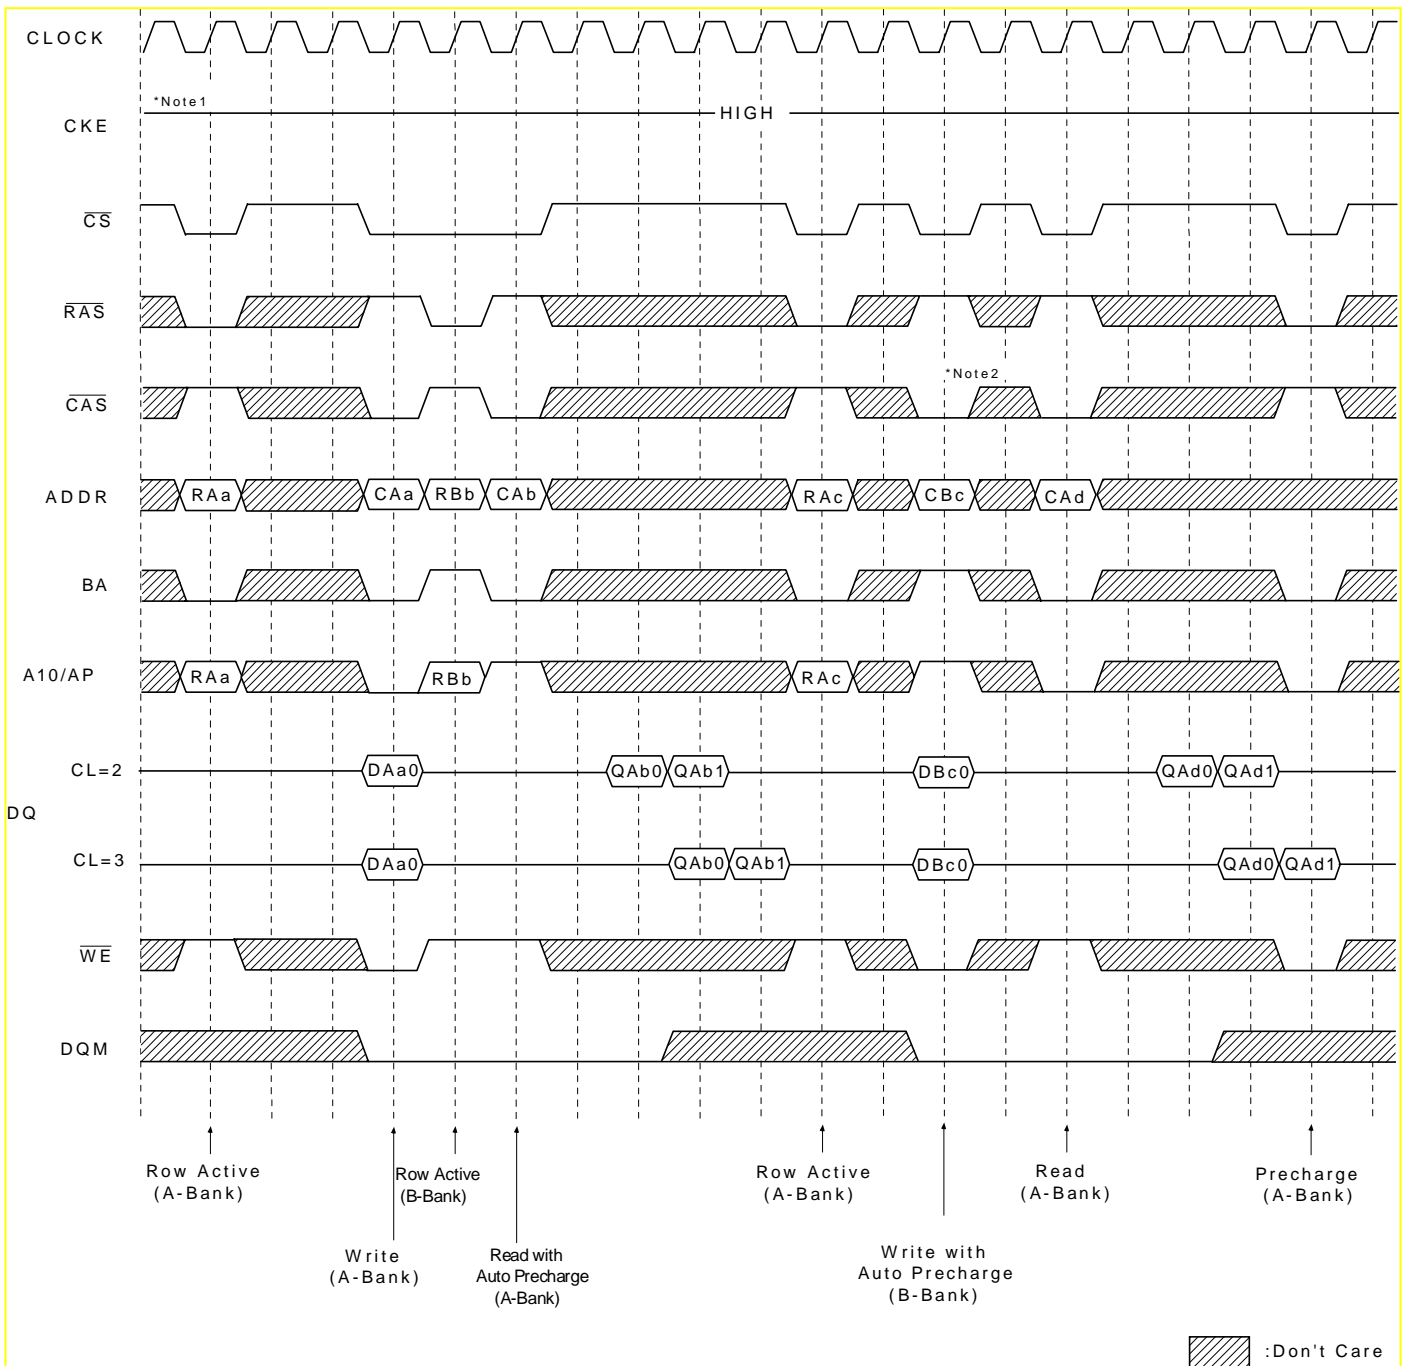 CLOCK
*Note1
CKE
HIGH
CS
RAS
*Note2
CAS
ADDR RAa CAa RBb CAb RAc CBc CAd
BA
A10/AP RAa RBb RAc
CL=2 DAa0 QAb0 QAb1 DBc0 QAd0 QAd1
DQ
CL=3 DAa0 QAb0 QAb1 DBc0 QAd0 QAd1
WE
DQM
Row Active
(A-Bank)
Row Active
(B-Bank)
Row Active
(A-Bank)
Read
(A-Bank)
Precharge
(A-Bank)
Write
(A-Bank)
Read with
Auto Precharge
(A-Bank)
Write with
Auto Precharge
(B-Bank)
:Don't Care